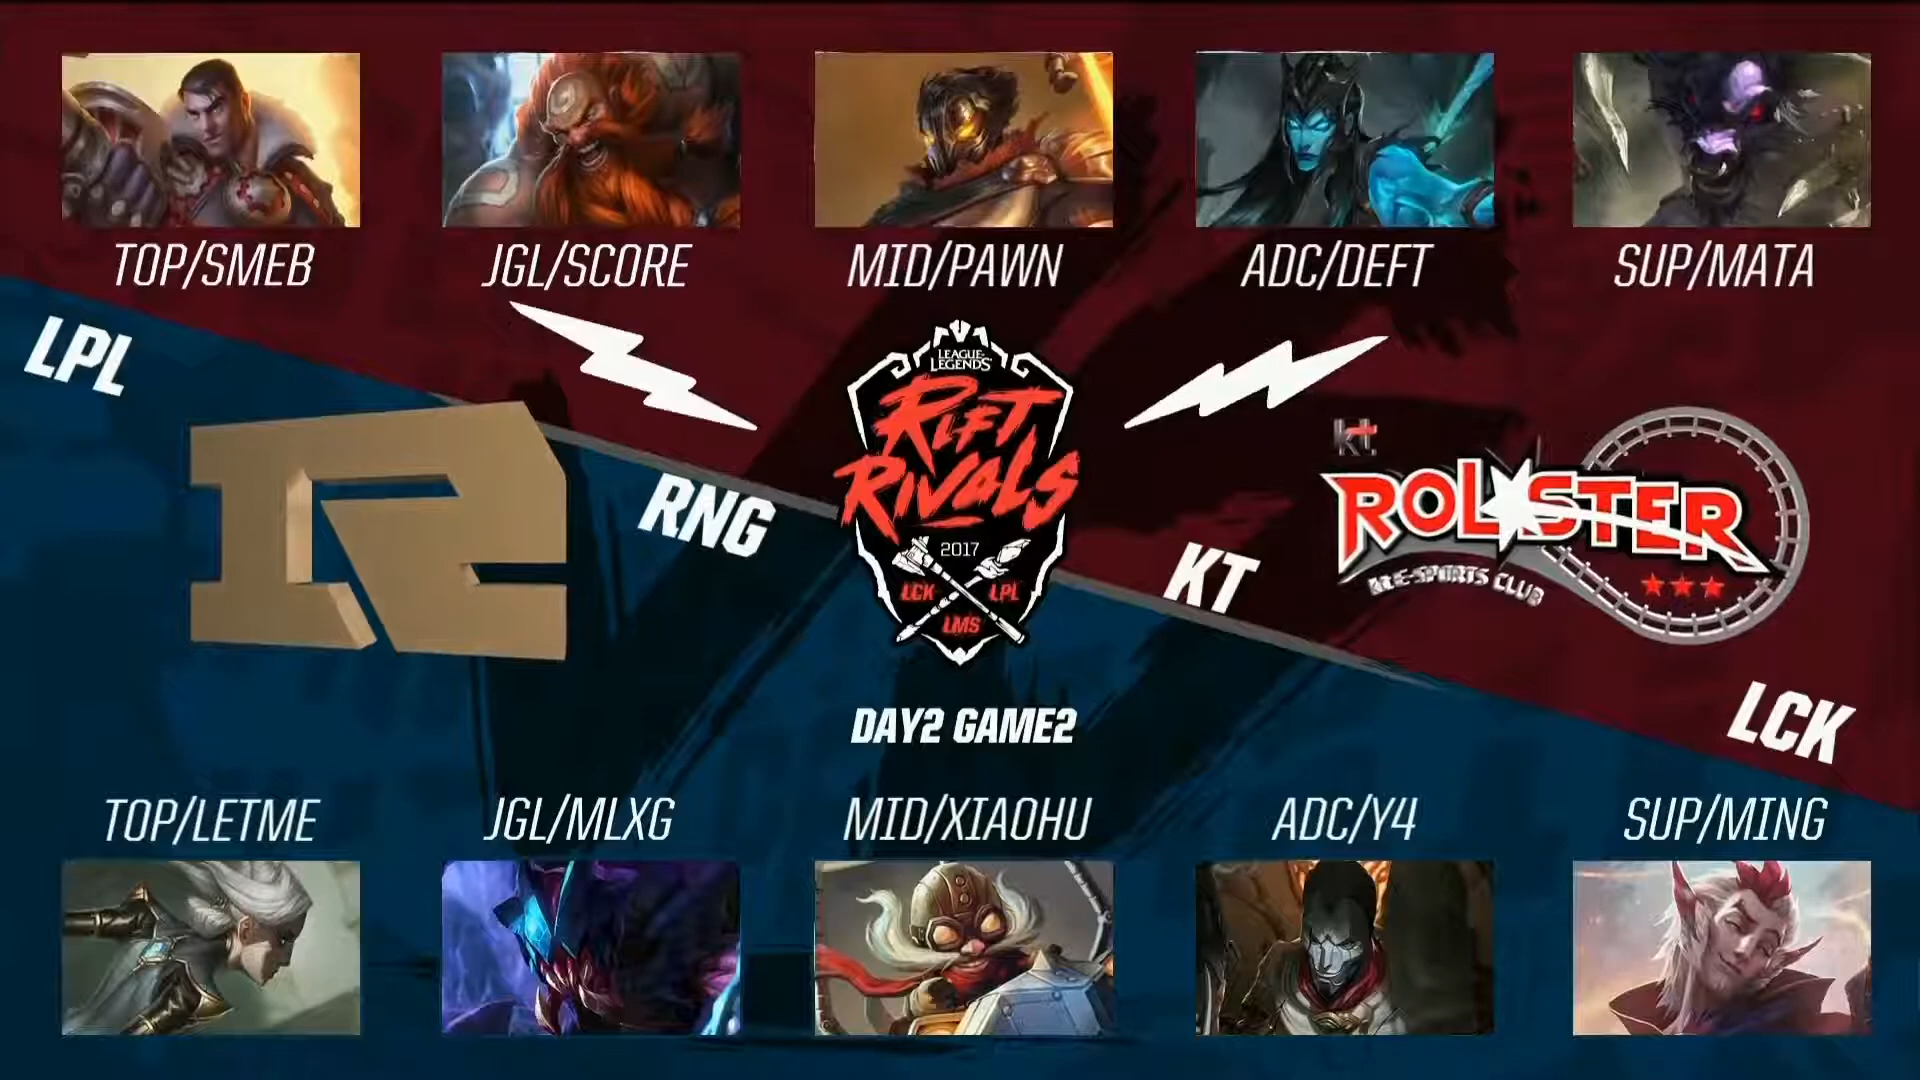 TOP/SMEB
JGL/SCORE
MID/PAWN
ADC/DEFT
SUP/MATA
LPL
RNG
LEAGUE OF
LEGENDS
RIFT
RIVALS
2017
LCK
LPL
LMS
KT
kt
ROLSTER
E-SPORTS CLUB
LCK
DAY2 GAME2
TOP/LETME
JGL/MLXG
MID/XIAOHU
ADC/Y4
SUP/MING